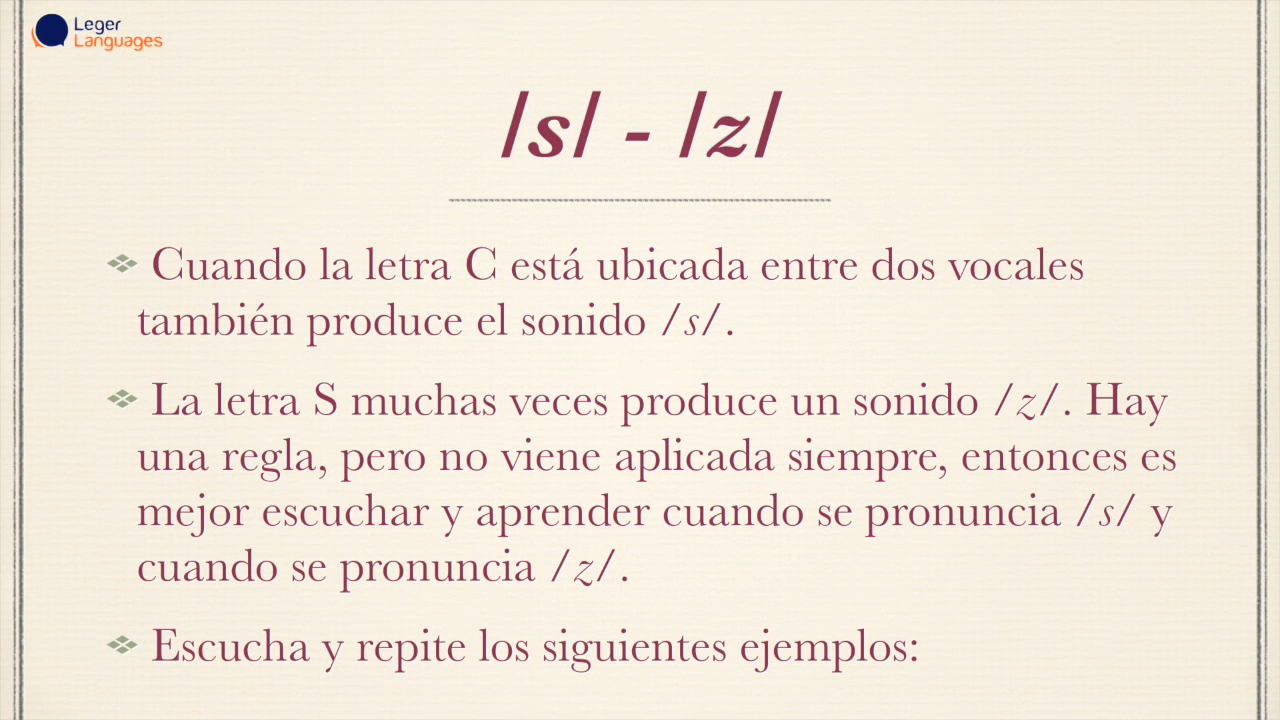 Leger
Languages
/s/ - /z/
Cuando la letra C está ubicada entre dos vocales
también produce el sonido /s/.
La letra S muchas veces produce un sonido /z/. Hay
una regla, pero no viene aplicada siempre, entonces es
mejor escuchar y aprender cuando se pronuncia /s/ y
cuando se pronuncia /z/.
Escucha y repite los siguientes ejemplos: